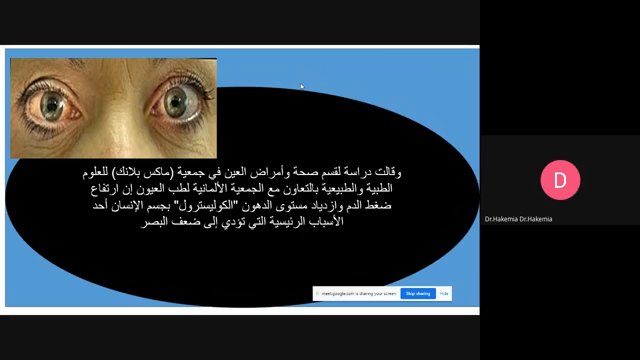 وقالت دراسة لقسم صحة وأمراض العين في جمعية (ماكس بلانك) للعلوم
الطبية والطبيعية بالتعاون مع الجمعية الألمانية لطب العيون إن ارتفاع
ضغط الدم وازدياد مستوى الدهون "الكوليسترول" بجسم الإنسان أحد
الأسباب الرئيسية التي تؤدي إلى ضعف البصر
D
Dr.Hakemia Dr.Hakemia
meet.google.com is sharing your screen.
Stop sharing
Hide